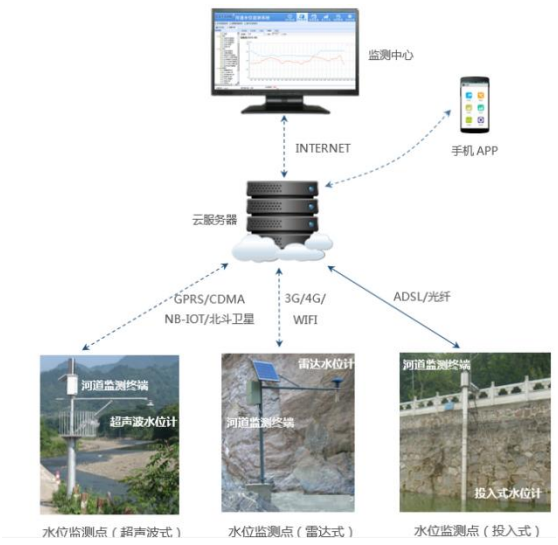 监测中心
手机 APP
INTERNET
云服务器
GPRS/CDMA
NB-IOT/北斗卫星
3G/4G/
WIFI
ADSL/光纤
河道监测终端
超声波水位计
雷达水位计
河道监测终端
河道监测终端
投入式水位计
水位监测点（超声波式）
水位监测点（雷达式）
水位监测点（投入式）